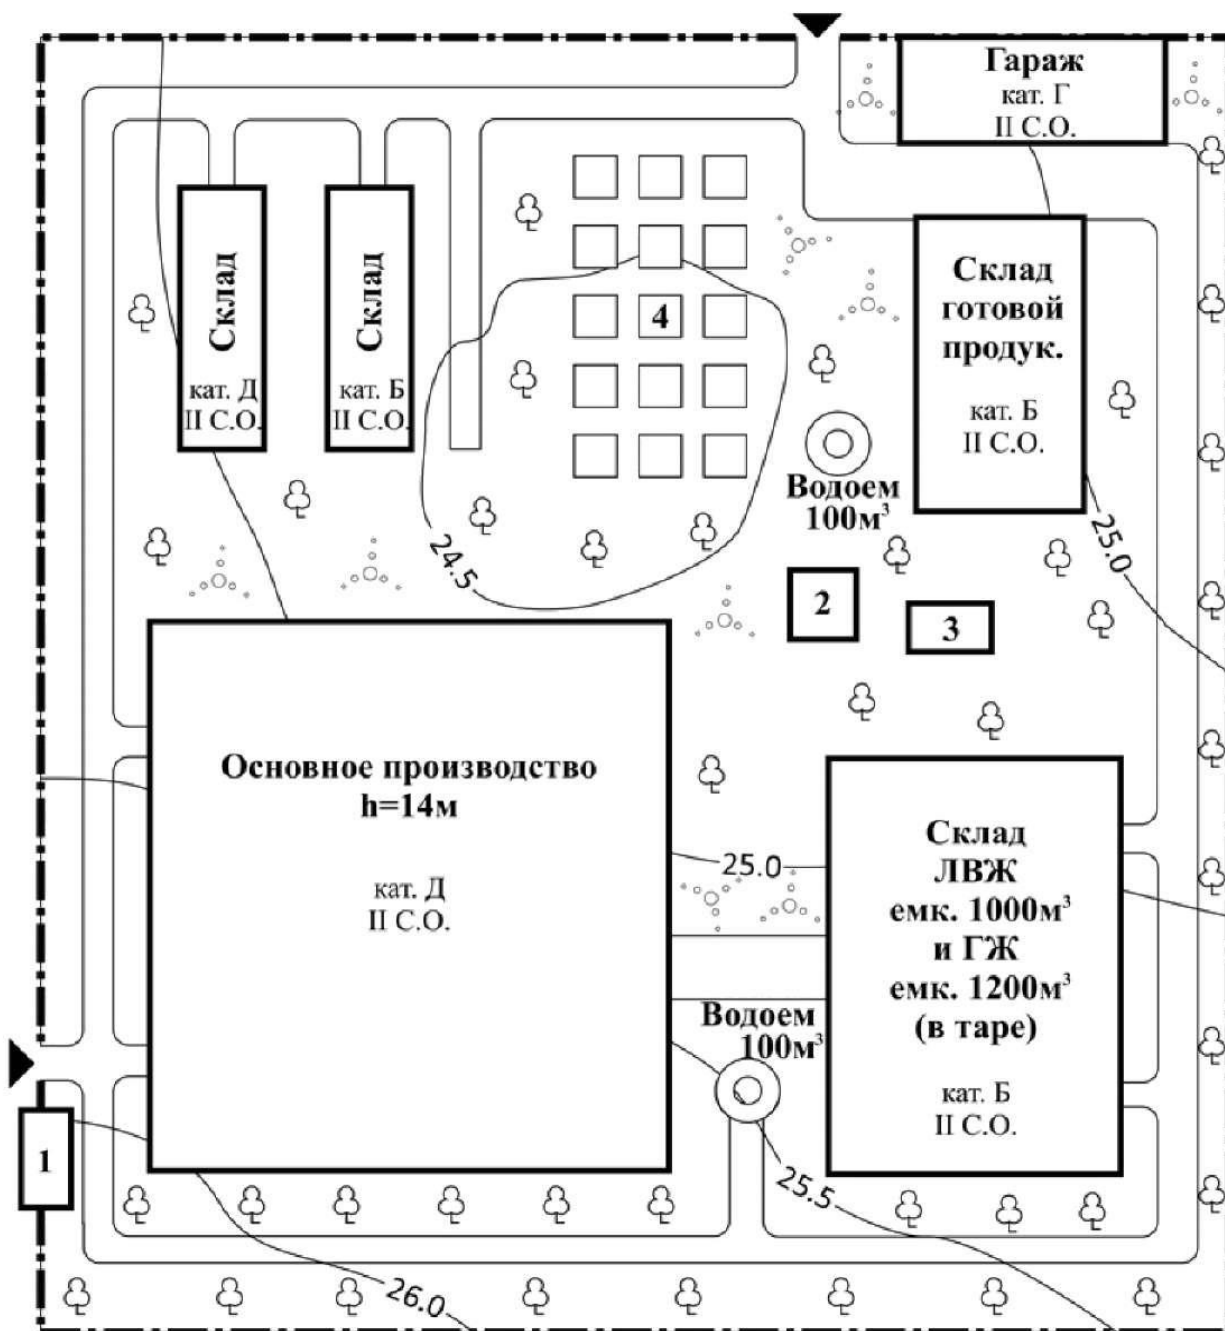 Гараж
кат. Г
II С.О.
Склад
кат. Д
II С.О.
Склад
кат. Б
II С.О.
4
Склад
готовой
продук.
кат. Б
II С.О.
Водоем
100м³
25.0
24.5
2
3
Основное производство
h=14м
кат. Д
II С.О.
25.0
Склад
ЛВЖ
емк. 1000м³
и ГЖ
емк. 1200м³
(в таре)
кат. Б
II С.О.
Водоем
100м³
1
25.5
26.0